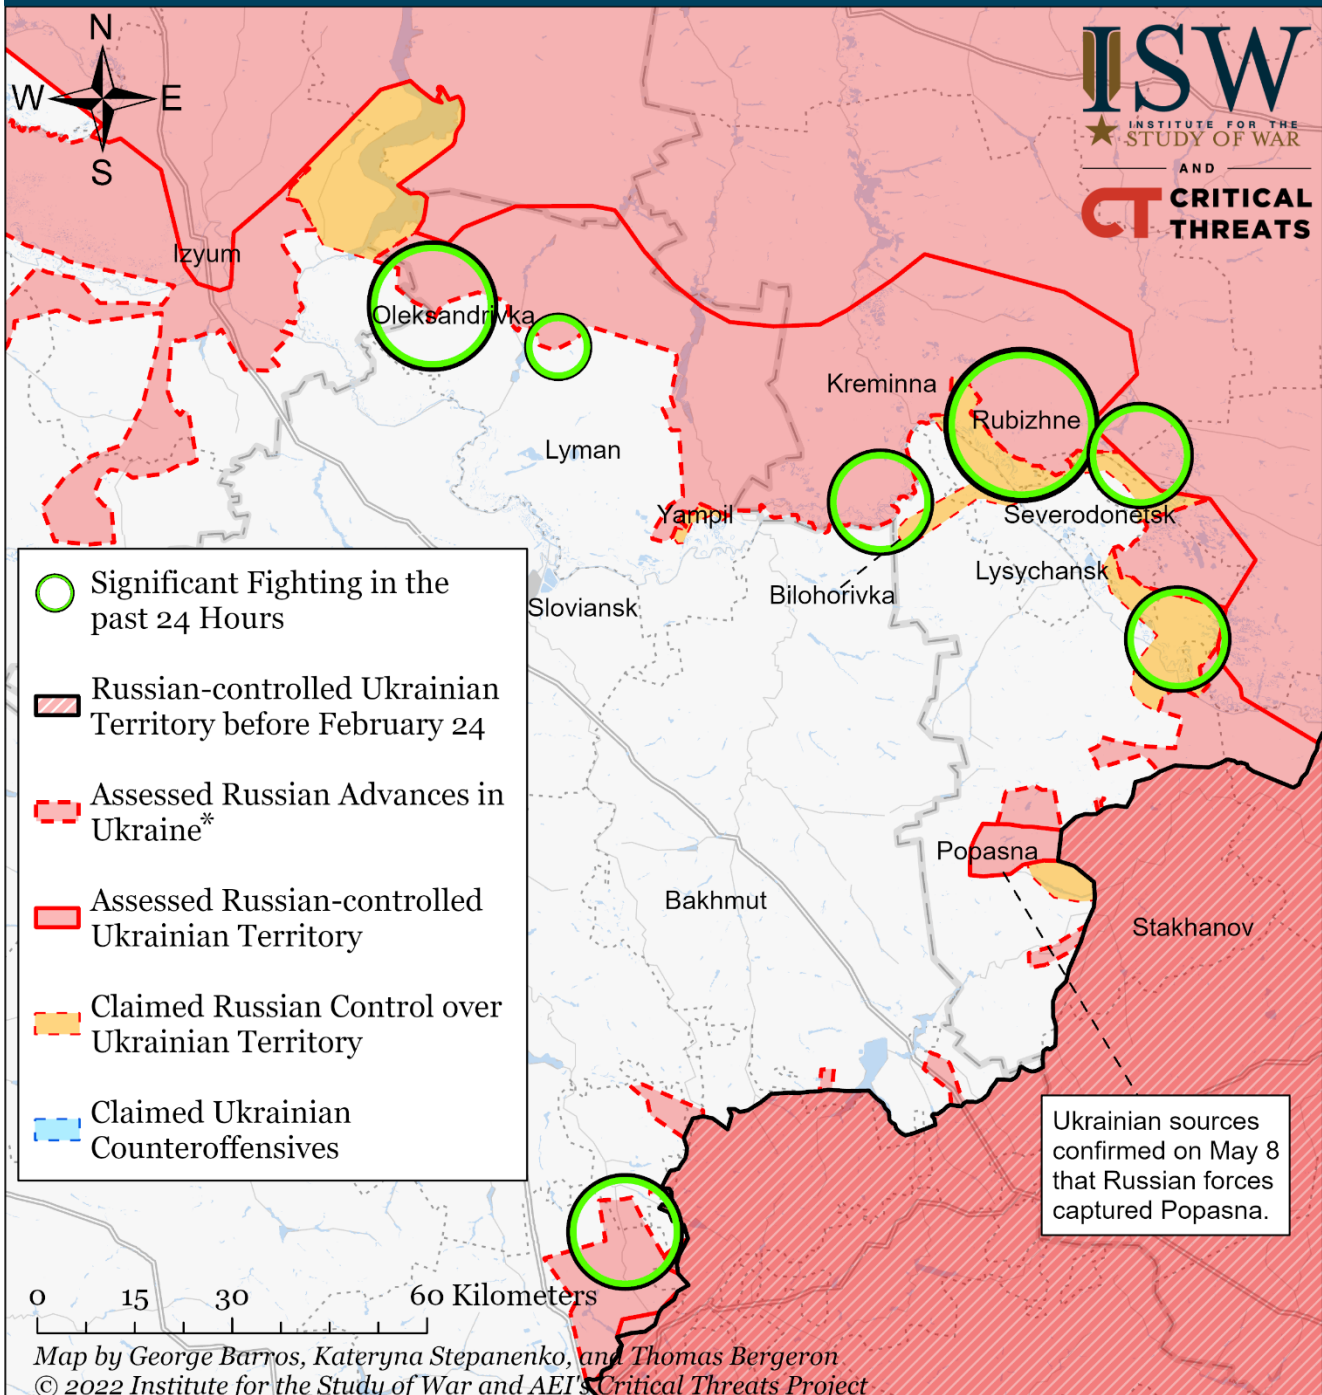 N
W
E
S
ISW
INSTITUTE FOR THE
STUDY OF WAR
AND
CT CRITICAL
THREATS
Izyum
Oleksandrivka
Kreminna
Rubizhne
Lyman
Yampil
Severodonetsk
Lysychansk
Bilohorivka
Sloviansk
Popasna
Bakhmut
Stakhanov
Significant Fighting in the
past 24 Hours
Russian-controlled Ukrainian
Territory before February 24
Assessed Russian Advances in
Ukraine*
Assessed Russian-controlled
Ukrainian Territory
Claimed Russian Control over
Ukrainian Territory
Claimed Ukrainian
Counteroffensives
Ukrainian sources
confirmed on May 8
that Russian forces
captured Popasna.
0 15 30 60 Kilometers
Map by George Barros, Kateryna Stepanenko, and Thomas Bergeron
© 2022 Institute for the Study of War and AEI's Critical Threats Project